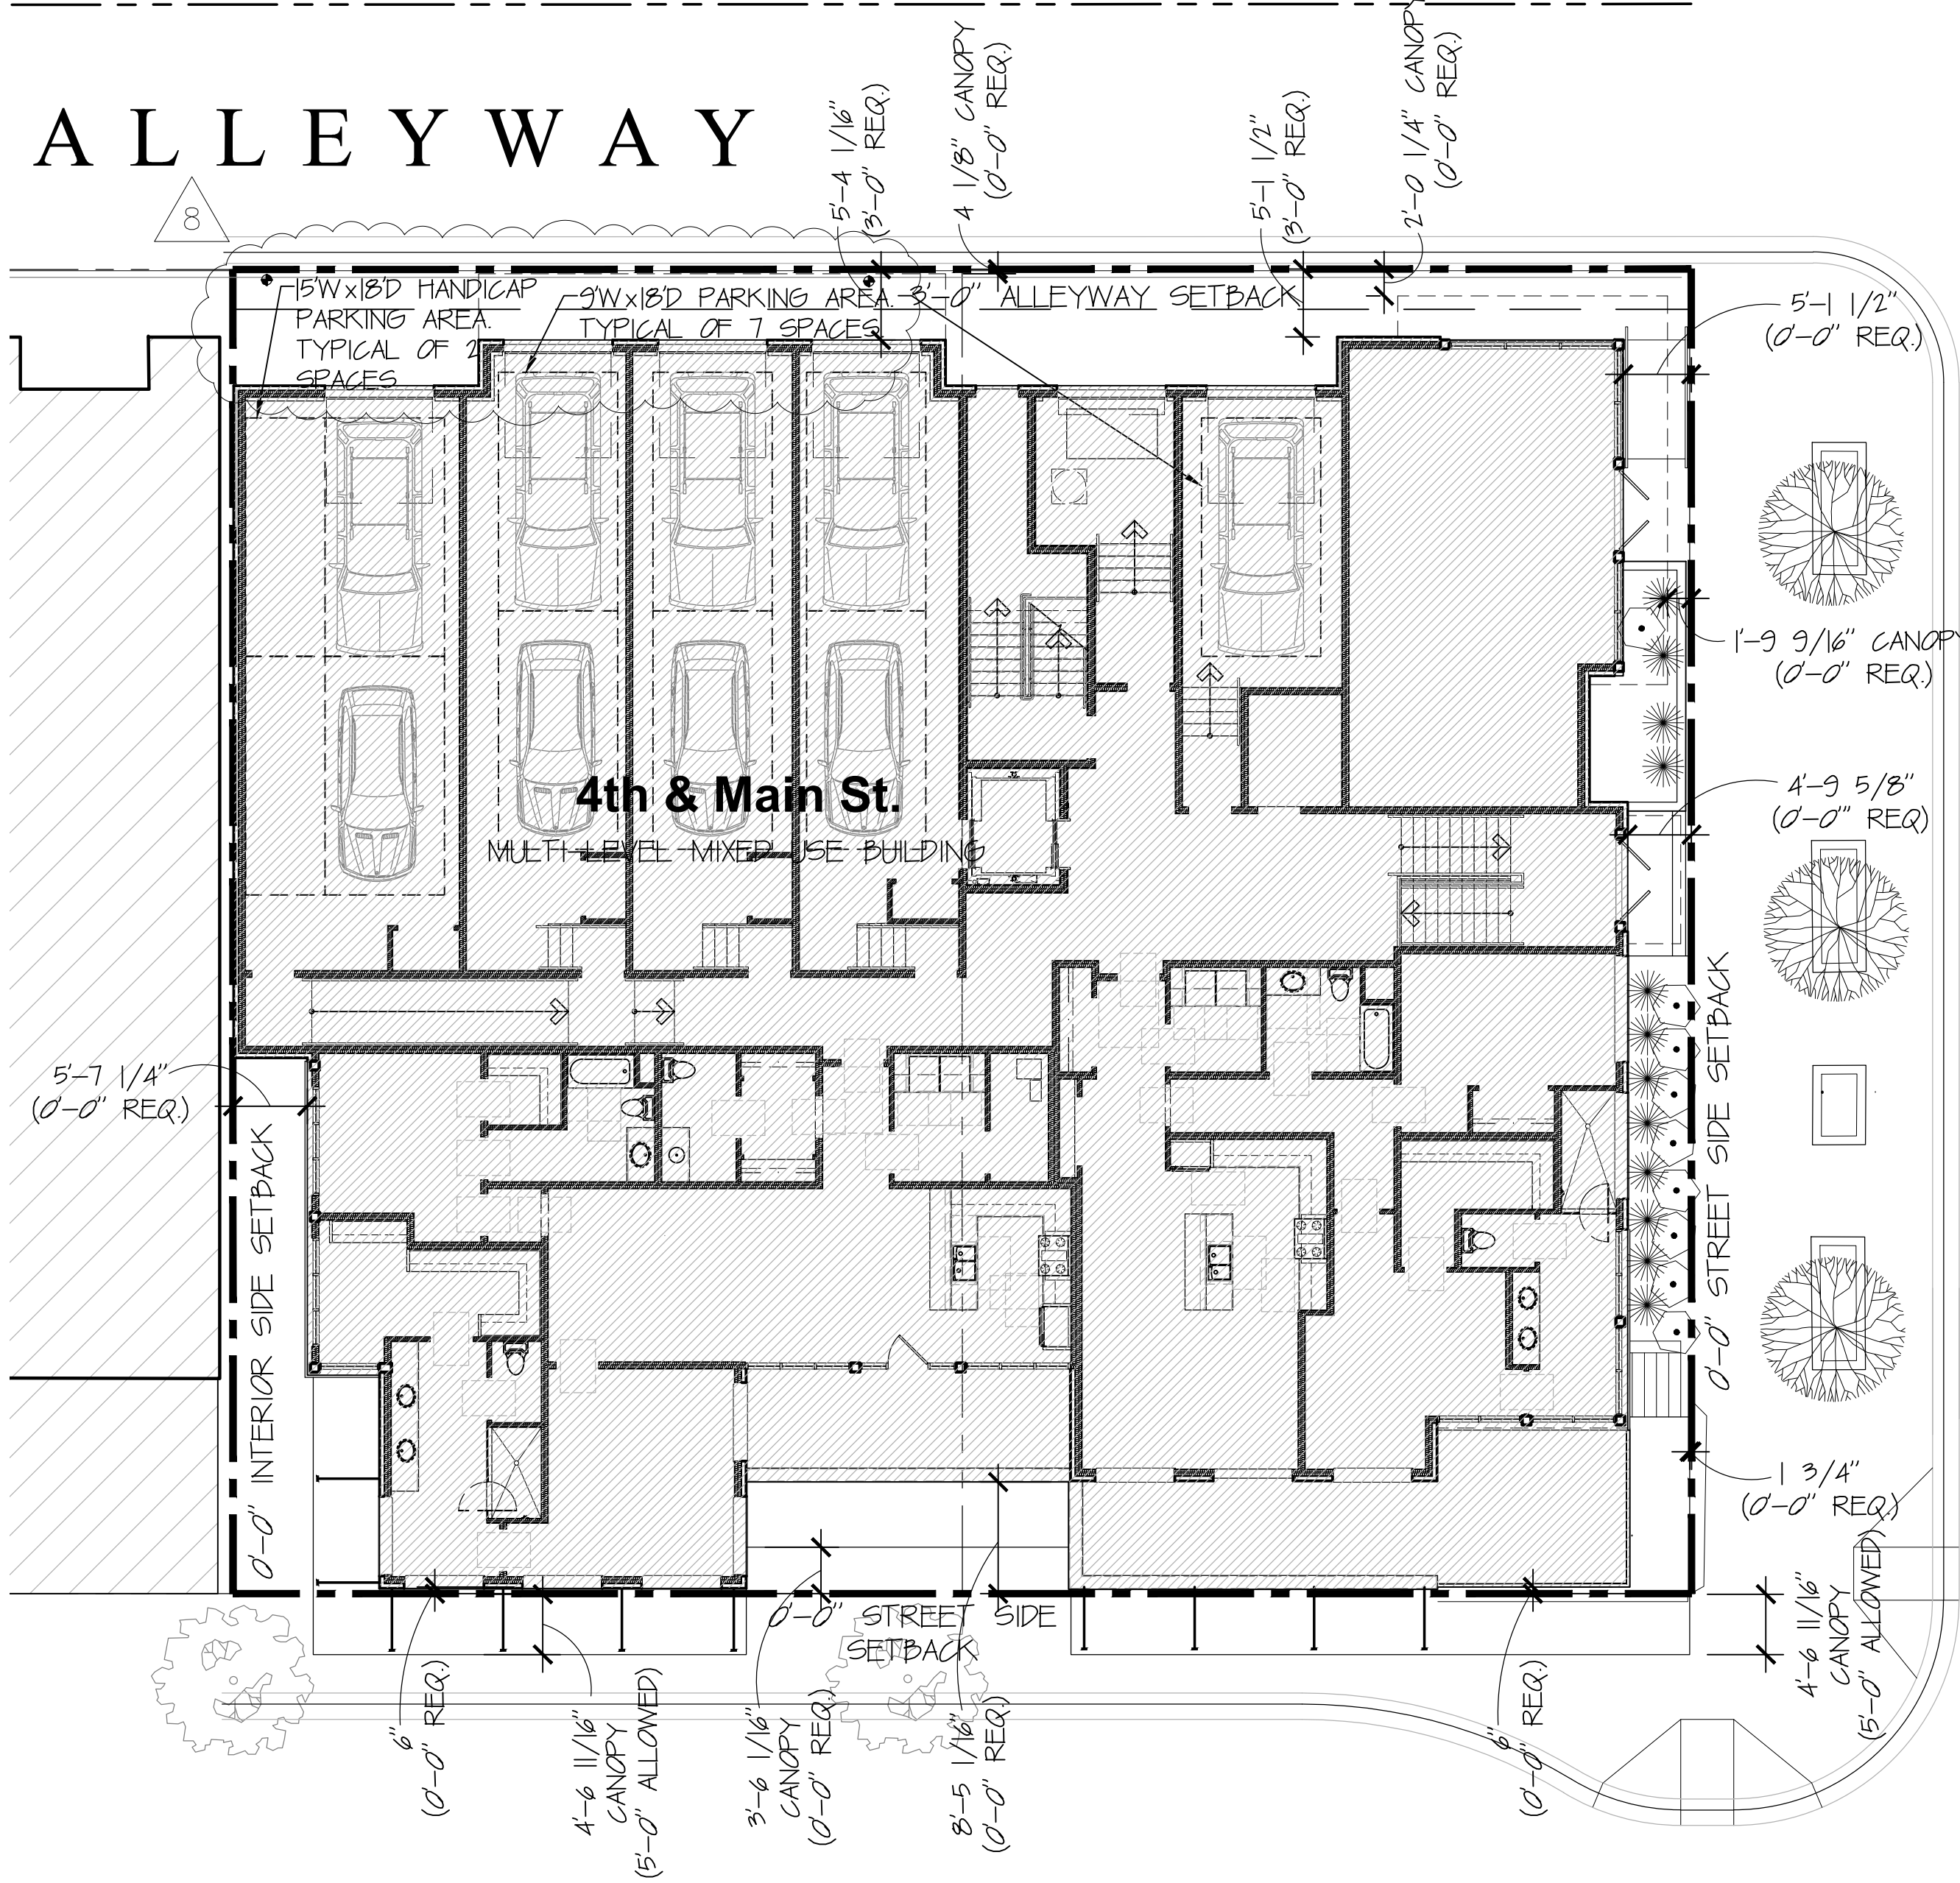 5'-4 1/16"
(3'-0" REQ.)
4 1/8" CANOPY
(0'-0" REQ.)
5'-1 1/2"
(3'-0" REQ.)
2'-0 1/4" CANOPY
(0'-0" REQ.)
ALLEYWAY
8
15'W x 18'D HANDICAP
PARKING AREA.
TYPICAL OF 2
SPACES
9'W x 18'D PARKING AREA.
TYPICAL OF 7 SPACES
3'-0" ALLEYWAY SETBACK
5'-1 1/2"
(0'-0" REQ.)
1'-9 9/16" CANOPY
(0'-0" REQ.)
4th & Main St.
MULTI-LEVEL MIXED USE BUILDING
4'-9 5/8"
(0'-0" REQ)
5'-7 1/4"
(0'-0" REQ.)
0'-0" INTERIOR SIDE SETBACK
0'-0" STREET SIDE SETBACK
1 3/4"
(0'-0" REQ.)
0'-0" STREET SIDE
SETBACK
6"
(0'-0" REQ.)
4'-6 11/16"
CANOPY
(5'-0" ALLOWED)
3'-6 1/16"
CANOPY
(0'-0" REQ.)
8'-5 1/16"
(0'-0" REQ.)
6"
(0'-0" REQ.)
4'-6 11/16"
CANOPY
(5'-0" ALLOWED)